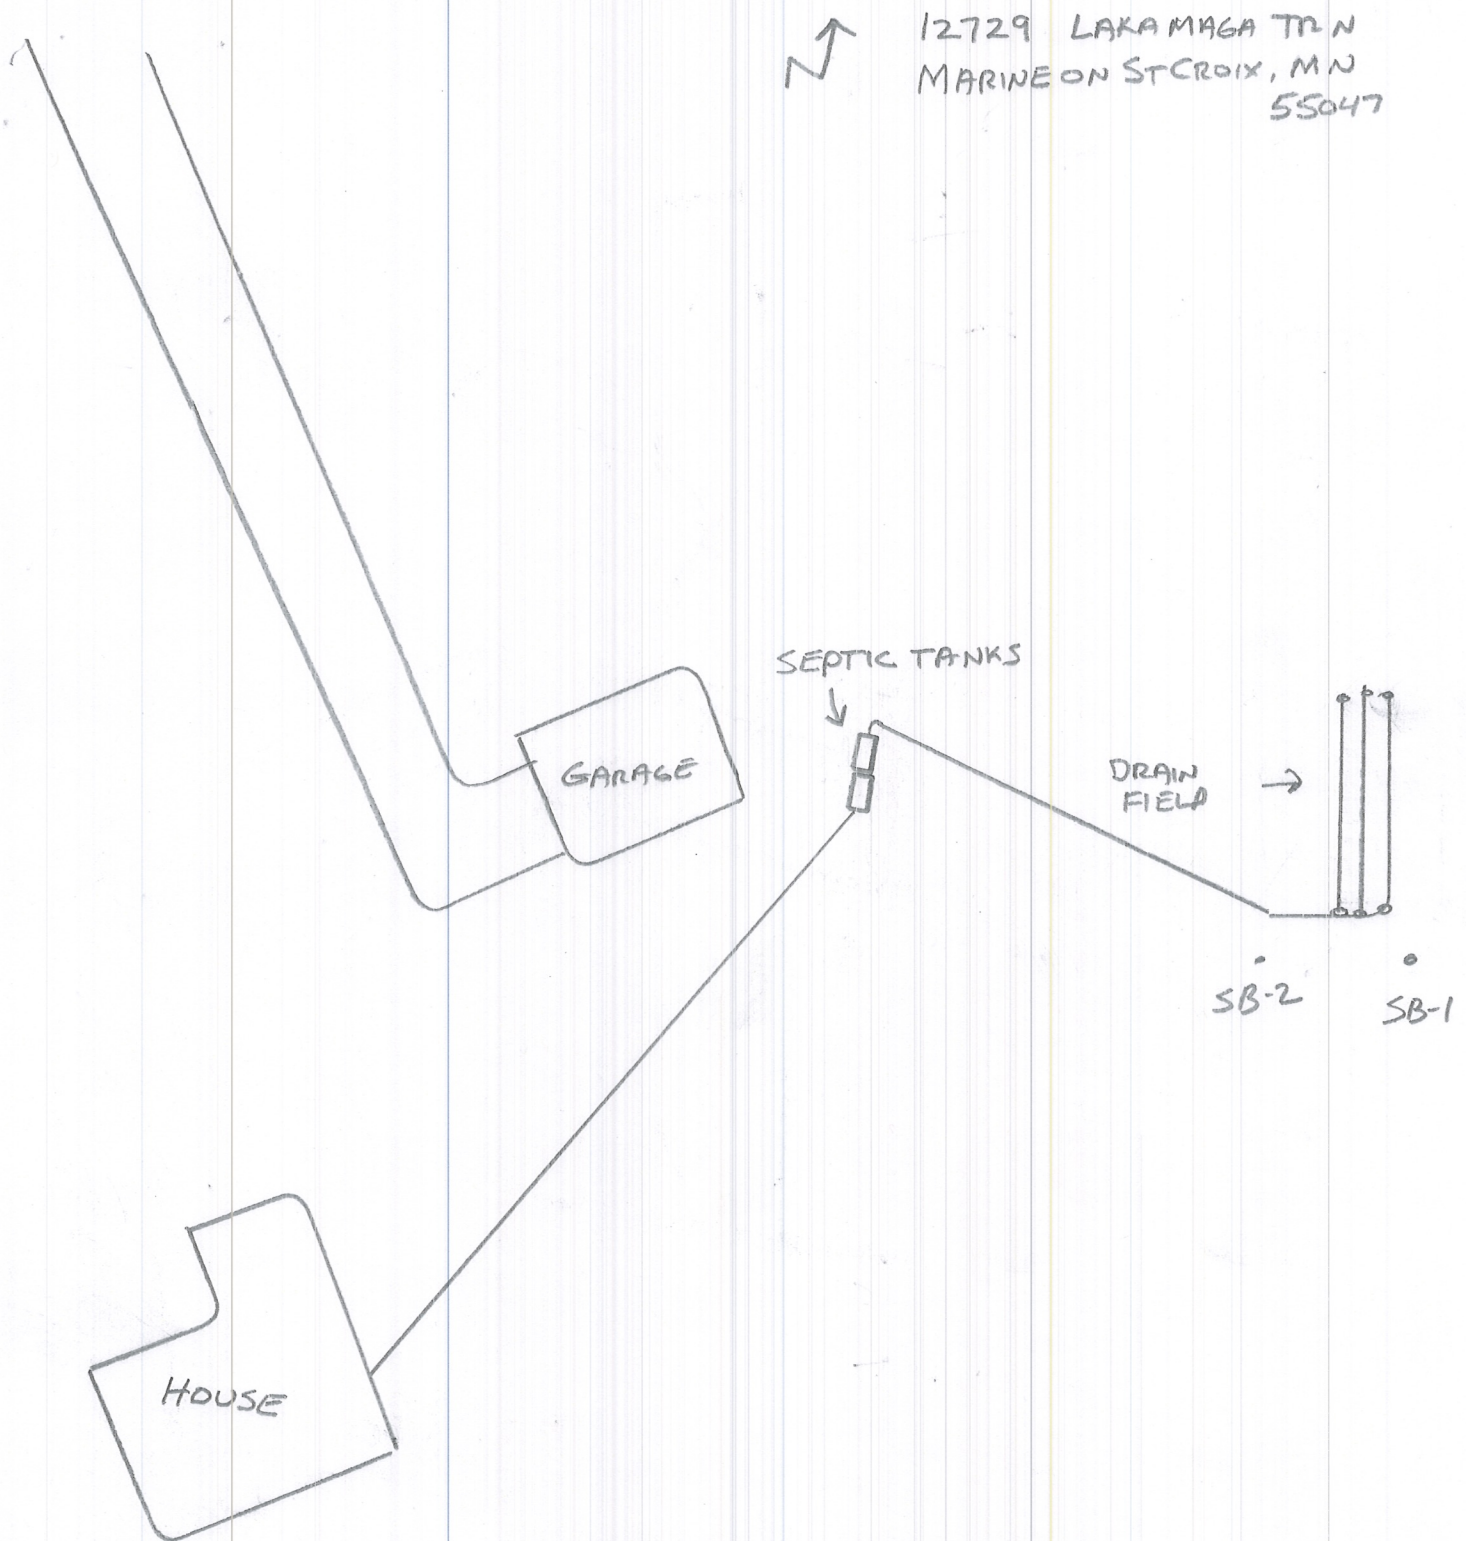 N
12729 LAKAMAGA TR N
MARINE ON ST CROIX, MN
55047
SEPTIC TANKS
GARAGE
DRAIN
FIELD
SB-2
SB-1
HOUSE